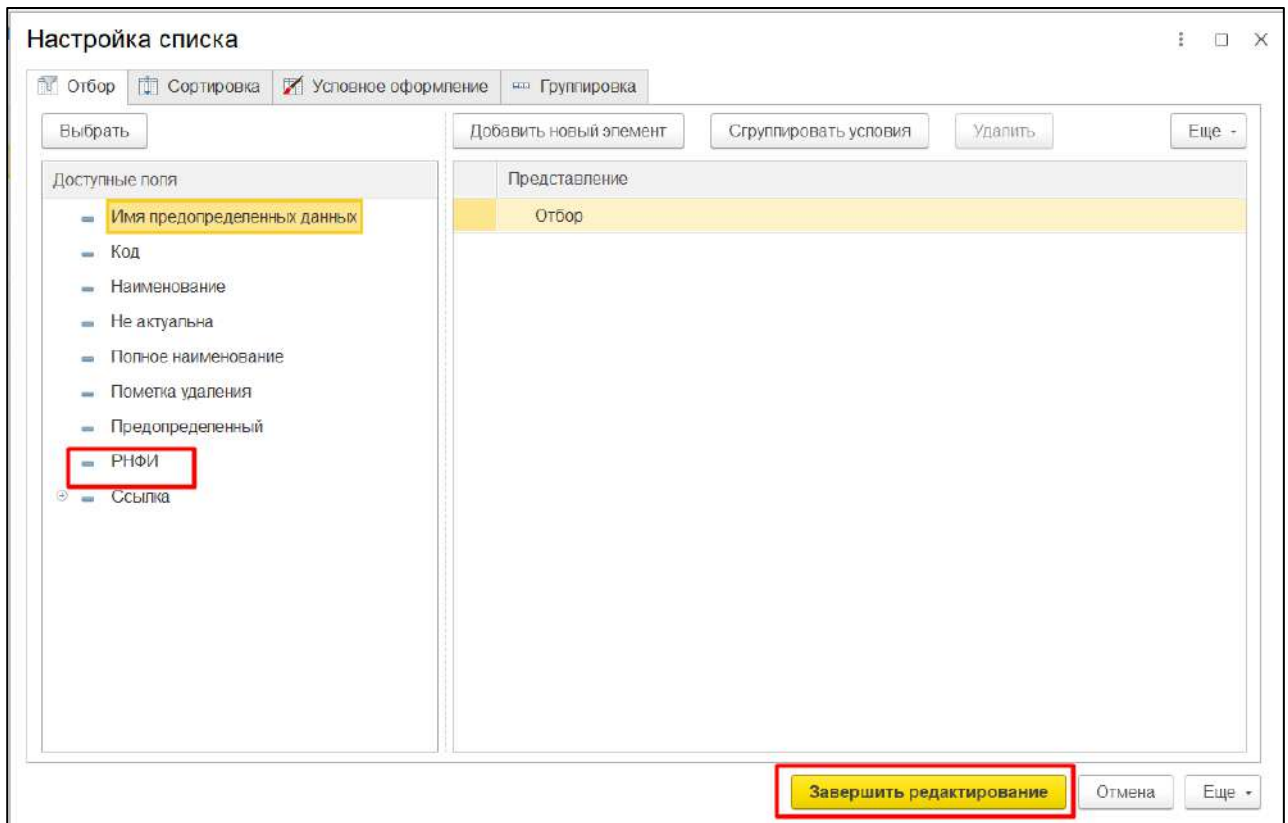 Настройка списка
Отбор
Сортировка
Условное оформление
Группировка
Выбрать
Добавить новый элемент
Сгруппировать условия
Удалить
Еще
Доступные поля
Представление
Имя предопределенных данных
Отбор
Код
Наименование
Не актуальна
Полное наименование
Пометка удаления
Предопределенный
РНФИ
Ссылка
Завершить редактирование
Отмена
Еще